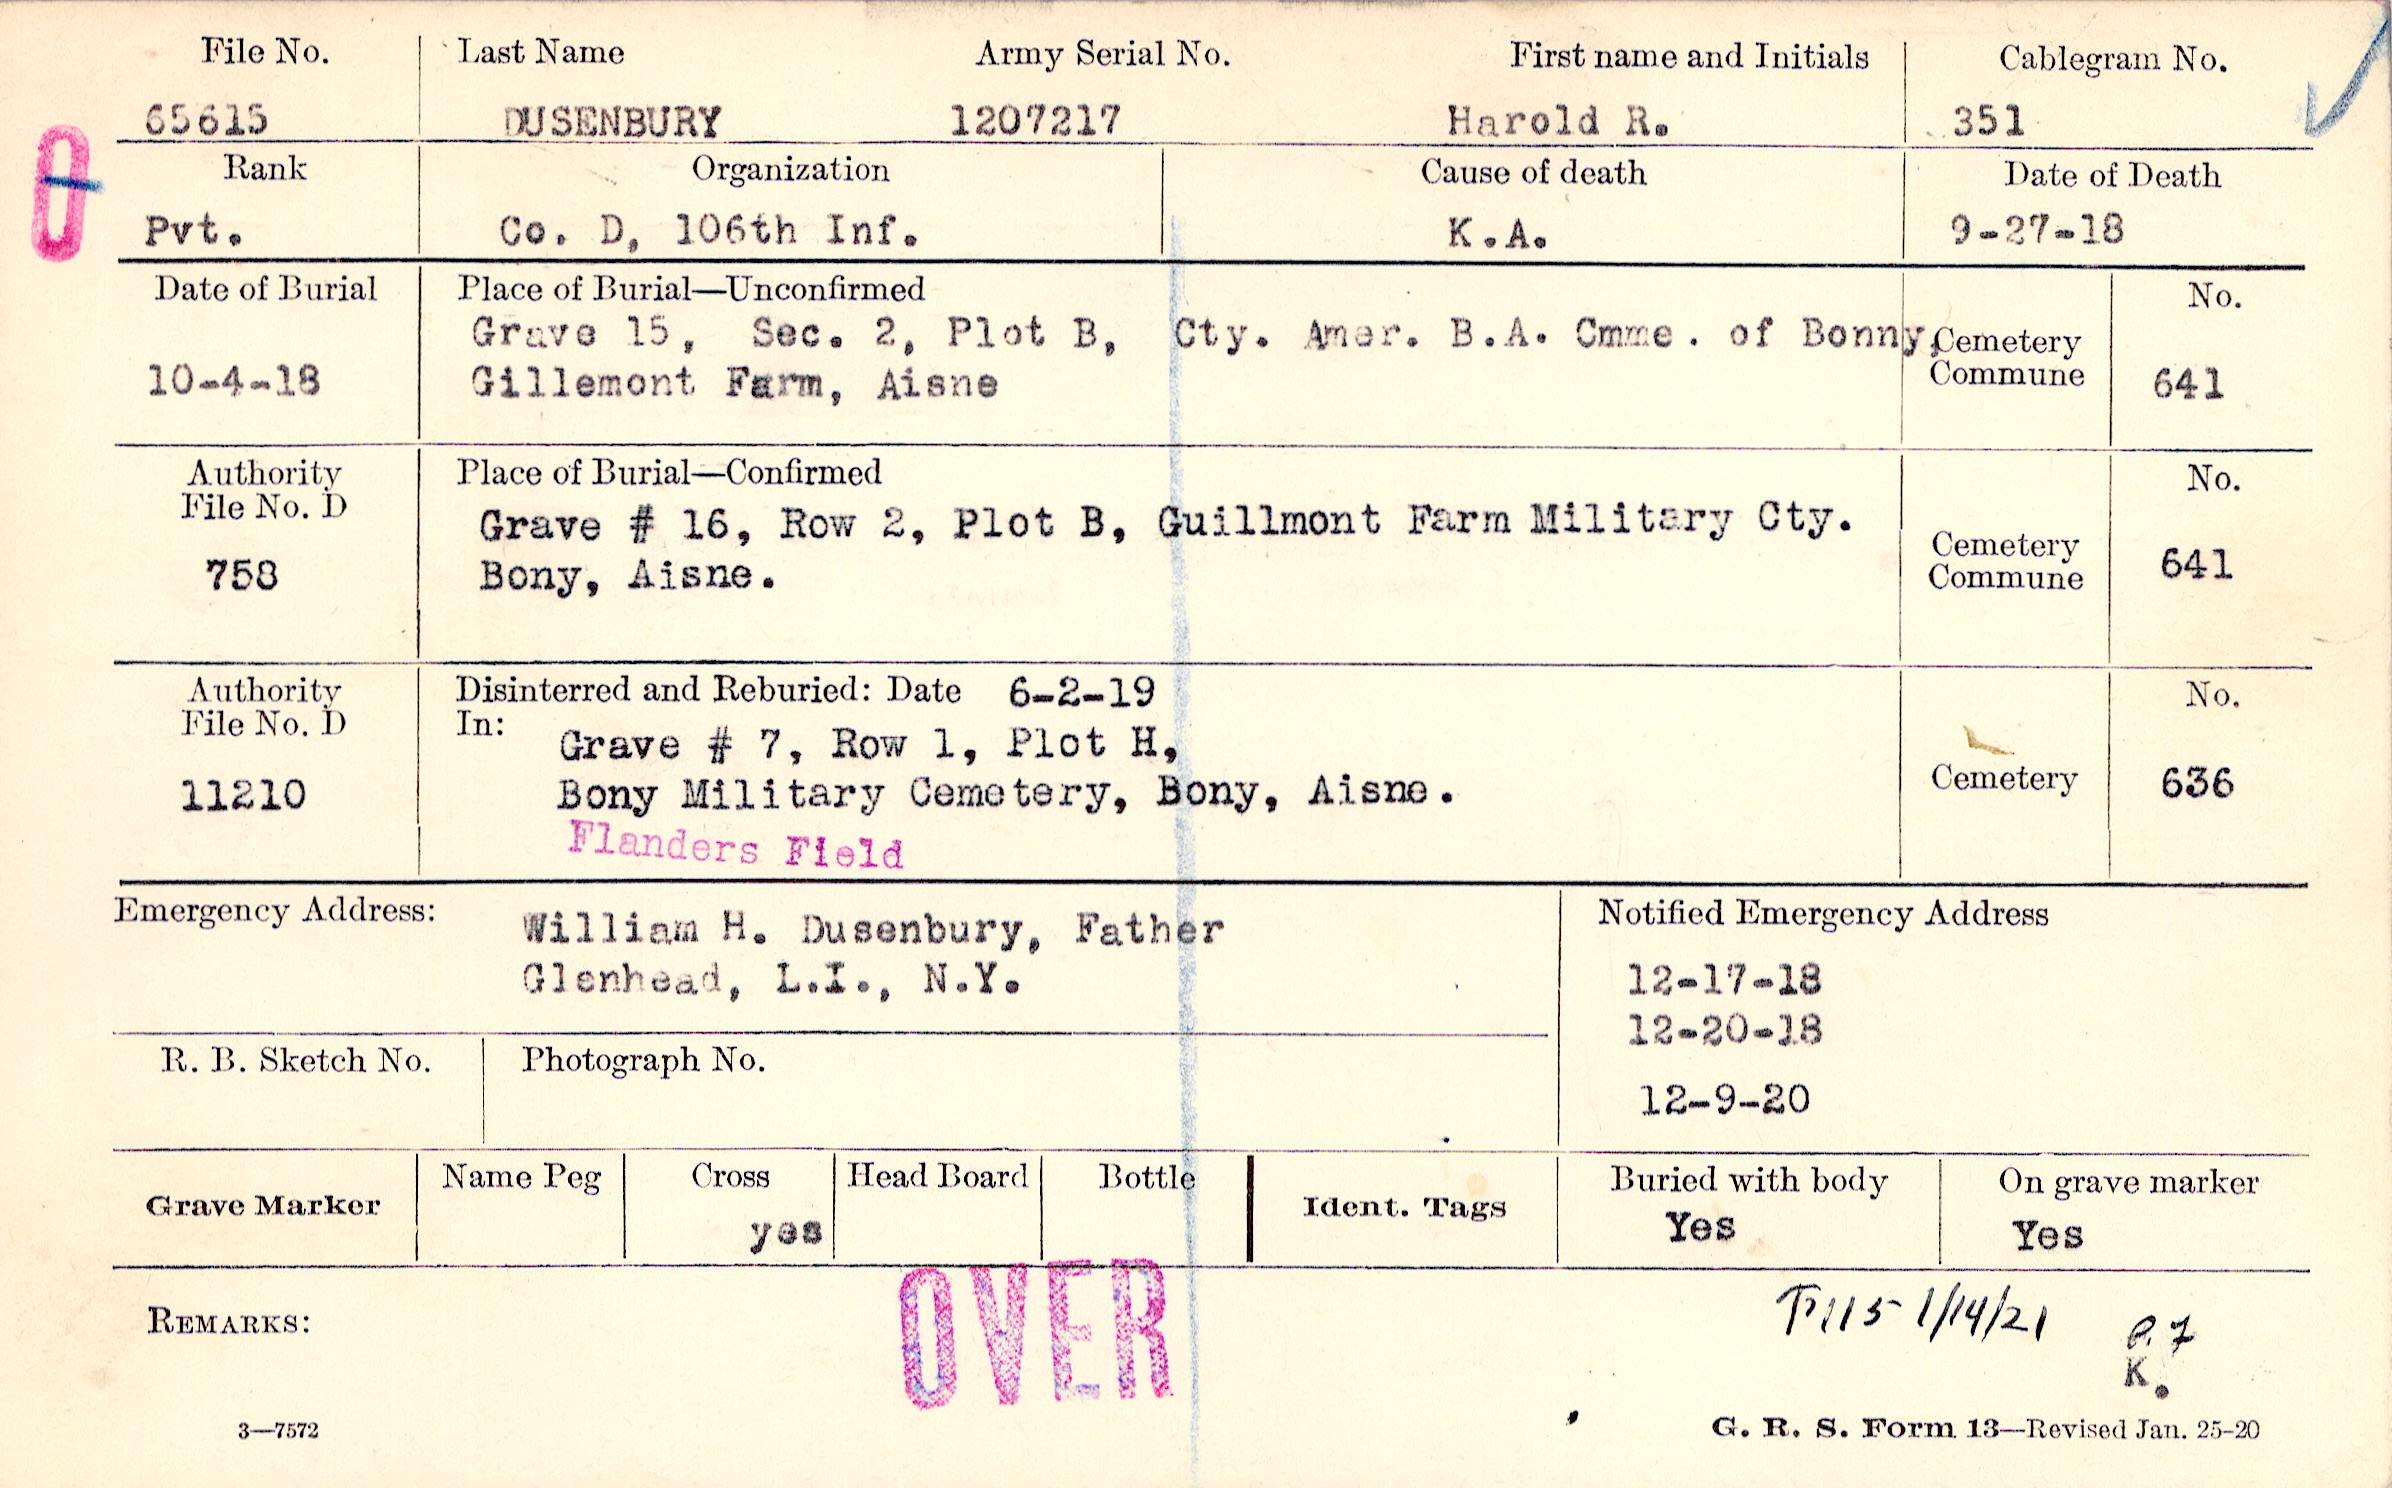 File No. Last Name Army Serial No. First name and Initials Cablegram No.
65615 DUSENBURY 1207217 Harold R. 351
Rank Organization Cause of death Date of Death
Pvt. Co. D, 106th Inf. K.A. 9-27-18
Date of Burial Place of Burial—Unconfirmed No.
Grave 15, Sec. 2, Plot B, Cty. Amer. B.A. Cmme. of Bonny, Cemetery
10-4-18 Gillemont Farm, Aisne Commune 641
Authority Place of Burial—Confirmed No.
File No. D
Grave # 16, Row 2, Plot B, Guillmont Farm Military Cty.
Cemetery
758 Bony, Aisne. Commune 641
Authority Disinterred and Reburied: Date 6-2-19 No.
File No. D In:
Grave # 7, Row 1, Plot H,
11210 Bony Military Cemetery, Bony, Aisne. Cemetery 636
Flanders Field
Emergency Address: William H. Dusenbury, Father Notified Emergency Address
Glenhead, L.I., N.Y. 12-17-18
12-20-18
R. B. Sketch No. Photograph No.
12-9-20
Grave Marker Name Peg Cross Head Board Bottle Ident. Tags Buried with body On grave marker
yes Yes Yes
OVER
REMARKS: 1/14/21
K.
3—7572 G. R. S. Form 13—Revised Jan. 25-20